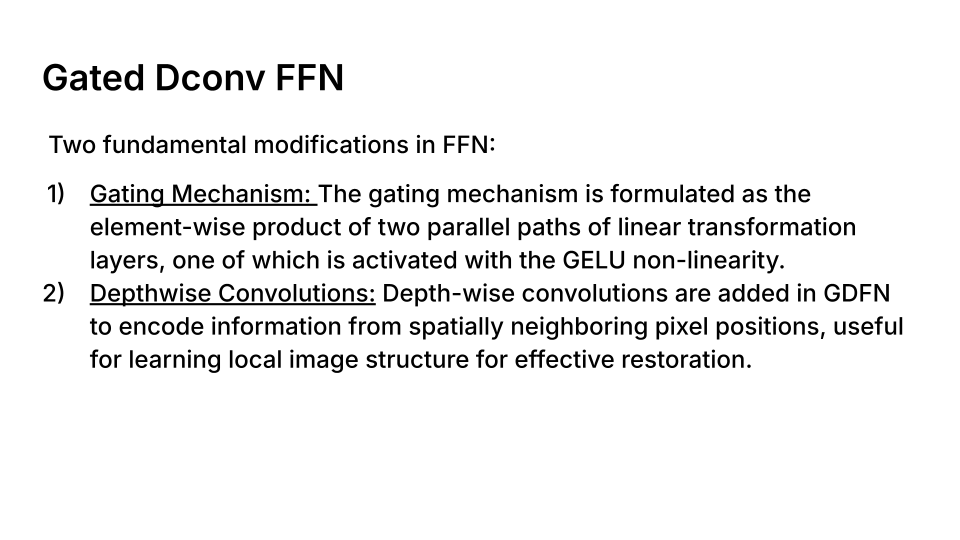 Gated Dconv FFN
Two fundamental modifications in FFN:
1) Gating Mechanism: The gating mechanism is formulated as the
element-wise product of two parallel paths of linear transformation
layers, one of which is activated with the GELU non-linearity.
2) Depthwise Convolutions: Depth-wise convolutions are added in GDFN
to encode information from spatially neighboring pixel positions, useful
for learning local image structure for effective restoration.